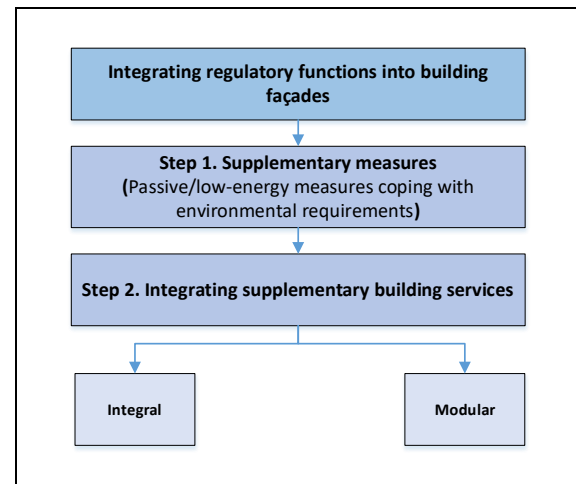 Integrating regulatory functions into building
façades
Step 1. Supplementary measures
(Passive/low-energy measures coping with
environmental requirements)
Step 2. Integrating supplementary building services
Integral
Modular